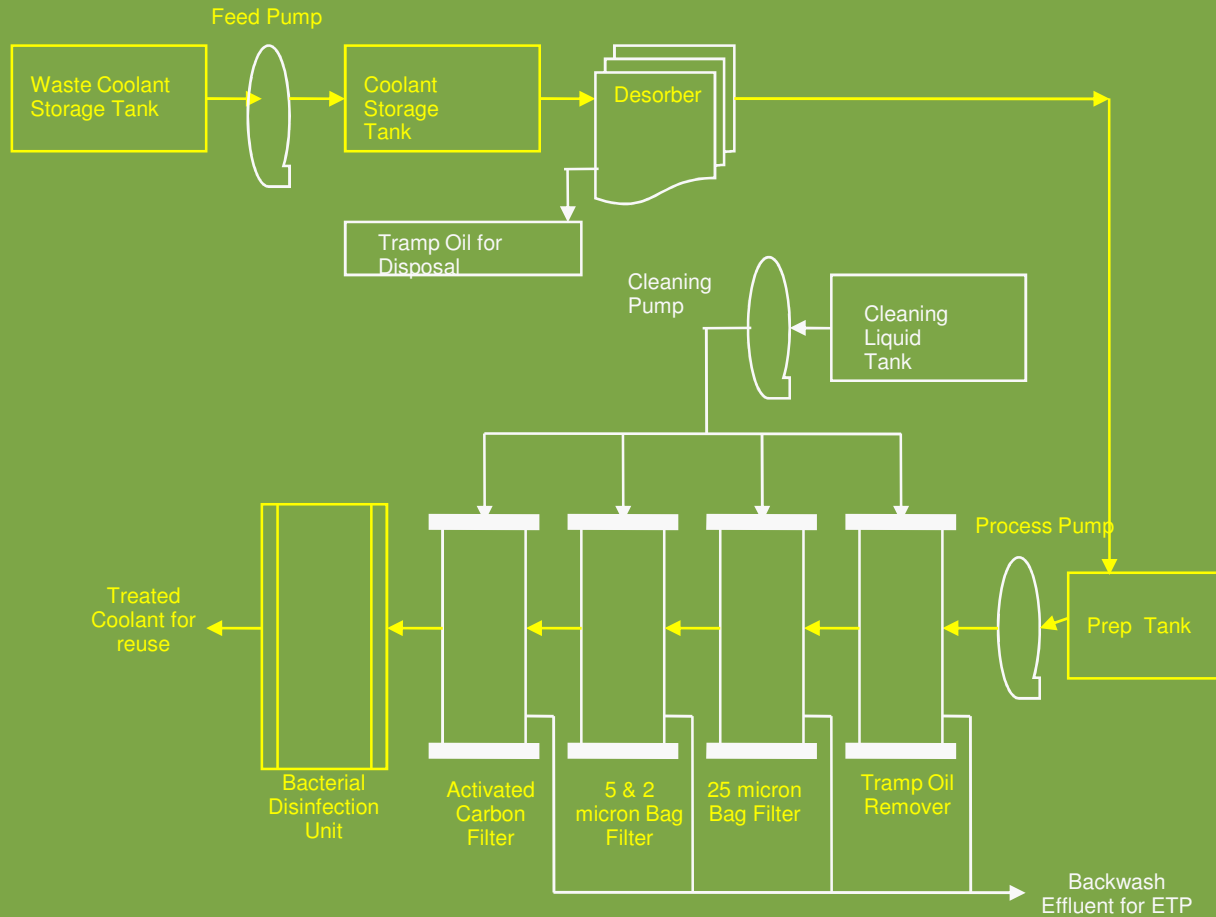 Feed Pump
Waste Coolant
Storage Tank
Coolant
Storage
Tank
Desorber
Tramp Oil for
Disposal
Cleaning
Pump
Cleaning
Liquid
Tank
Process Pump
Treated
Coolant for
reuse
Prep Tank
Bacterial
Disinfection
Unit
Activated
Carbon
Filter
5 & 2
micron Bag
Filter
25 micron
Bag Filter
Tramp Oil
Remover
Backwash
Effluent for ETP